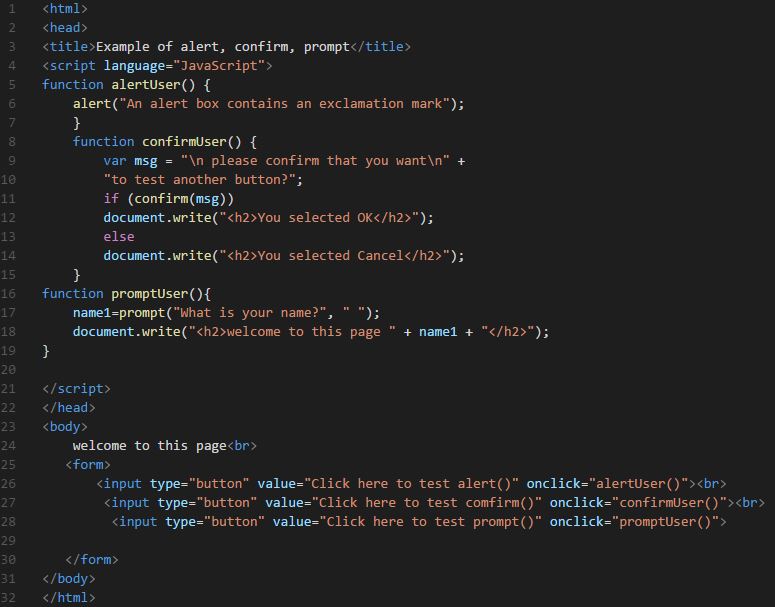 1 <html>
2 <head>
3 <title>Example of alert, confirm, prompt</title>
4 <script language="JavaScript">
5 function alertUser() {
6 alert("An alert box contains an exclamation mark");
7 }
8 function confirmUser() {
9 var msg = "\n please confirm that you want\n" +
10 "to test another button?";
11 if (confirm(msg))
12 document.write("<h2>You selected OK</h2>");
13 else
14 document.write("<h2>You selected Cancel</h2>");
15 }
16 function promptUser(){
17 name1=prompt("What is your name?", " ");
18 document.write("<h2>welcome to this page " + name1 + "</h2>");
19 }
20
21 </script>
22 </head>
23 <body>
24 welcome to this page<br>
25 <form>
26 <input type="button" value="Click here to test alert()" onclick="alertUser()"><br>
27 <input type="button" value="Click here to test comfirm()" onclick="confirmUser()"><br>
28 <input type="button" value="Click here to test prompt()" onclick="promptUser()">
29
30 </form>
31 </body>
32 </html>